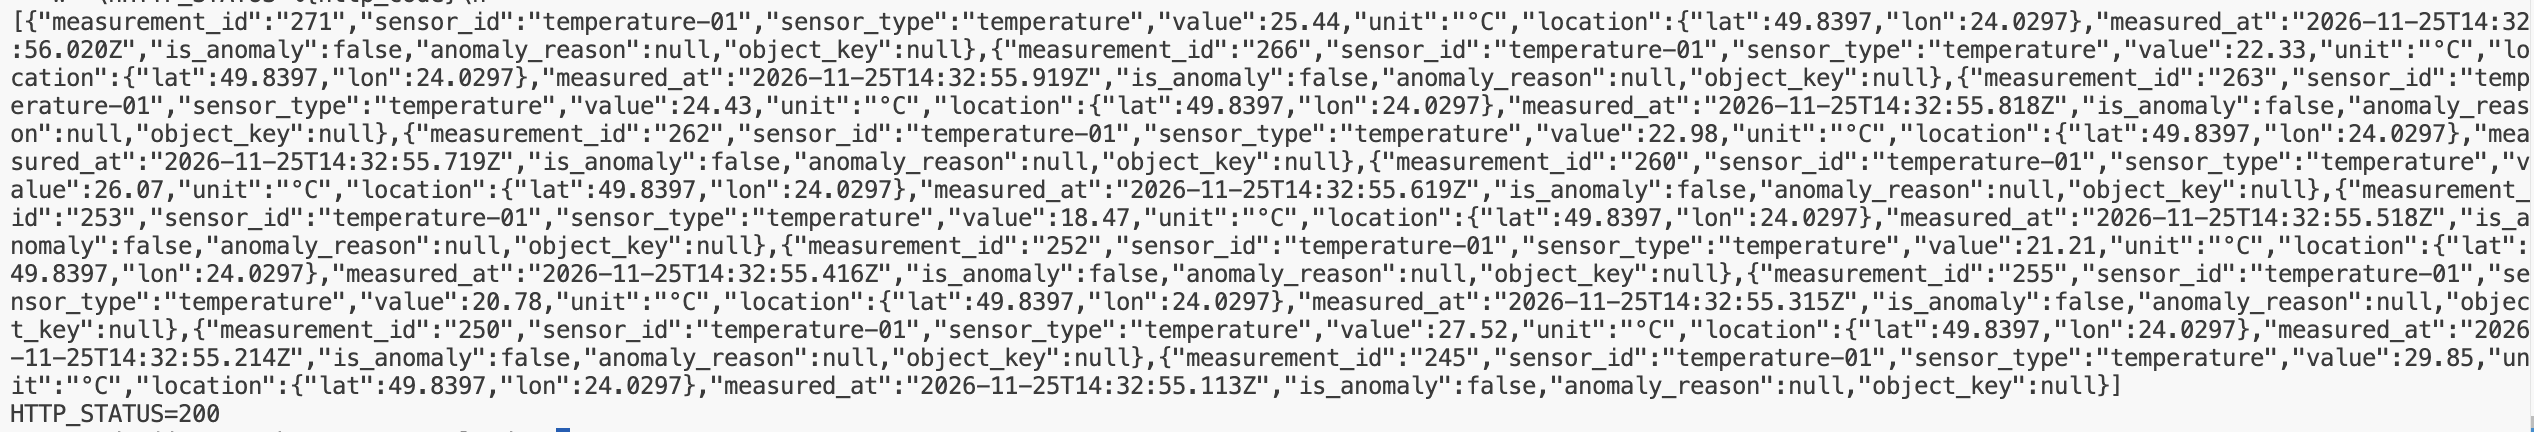 [{"measurement_id":"271","sensor_id":"temperature-01","sensor_type":"temperature","value":25.44,"unit":"°C","location":{"lat":49.8397,"lon":24.0297},"measured_at":"2026-11-25T14:32
:56.020Z","is_anomaly":false,"anomaly_reason":null,"object_key":null},{"measurement_id":"266","sensor_id":"temperature-01","sensor_type":"temperature","value":22.33,"unit":"°C","lo
cation":{"lat":49.8397,"lon":24.0297},"measured_at":"2026-11-25T14:32:55.919Z","is_anomaly":false,"anomaly_reason":null,"object_key":null},{"measurement_id":"263","sensor_id":"temp
erature-01","sensor_type":"temperature","value":24.43,"unit":"°C","location":{"lat":49.8397,"lon":24.0297},"measured_at":"2026-11-25T14:32:55.818Z","is_anomaly":false,"anomaly_reas
on":null,"object_key":null},{"measurement_id":"262","sensor_id":"temperature-01","sensor_type":"temperature","value":22.98,"unit":"°C","location":{"lat":49.8397,"lon":24.0297},"mea
sured_at":"2026-11-25T14:32:55.719Z","is_anomaly":false,"anomaly_reason":null,"object_key":null},{"measurement_id":"260","sensor_id":"temperature-01","sensor_type":"temperature","v
alue":26.07,"unit":"°C","location":{"lat":49.8397,"lon":24.0297},"measured_at":"2026-11-25T14:32:55.619Z","is_anomaly":false,"anomaly_reason":null,"object_key":null},{"measurement_
id":"253","sensor_id":"temperature-01","sensor_type":"temperature","value":18.47,"unit":"°C","location":{"lat":49.8397,"lon":24.0297},"measured_at":"2026-11-25T14:32:55.518Z","is_a
nomaly":false,"anomaly_reason":null,"object_key":null},{"measurement_id":"252","sensor_id":"temperature-01","sensor_type":"temperature","value":21.21,"unit":"°C","location":{"lat":
49.8397,"lon":24.0297},"measured_at":"2026-11-25T14:32:55.416Z","is_anomaly":false,"anomaly_reason":null,"object_key":null},{"measurement_id":"255","sensor_id":"temperature-01","se
nsor_type":"temperature","value":20.78,"unit":"°C","location":{"lat":49.8397,"lon":24.0297},"measured_at":"2026-11-25T14:32:55.315Z","is_anomaly":false,"anomaly_reason":null,"objec
t_key":null},{"measurement_id":"250","sensor_id":"temperature-01","sensor_type":"temperature","value":27.52,"unit":"°C","location":{"lat":49.8397,"lon":24.0297},"measured_at":"2026
-11-25T14:32:55.214Z","is_anomaly":false,"anomaly_reason":null,"object_key":null},{"measurement_id":"245","sensor_id":"temperature-01","sensor_type":"temperature","value":29.85,"un
it":"°C","location":{"lat":49.8397,"lon":24.0297},"measured_at":"2026-11-25T14:32:55.113Z","is_anomaly":false,"anomaly_reason":null,"object_key":null}]
HTTP_STATUS=200